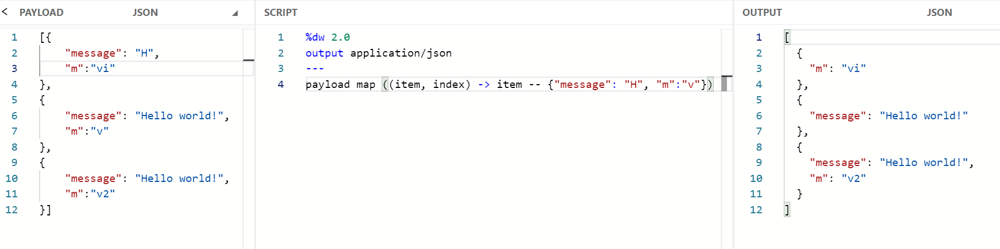 < PAYLOAD JSON
1 [{
2 "message": "H",
3 "m":"vi"
4 },
5 {
6 "message": "Hello world!",
7 "m":"v"
8 },
9 {
10 "message": "Hello world!",
11 "m":"v2"
12 }]
SCRIPT
1 %dw 2.0
2 output application/json
3 ---
4 payload map ((item, index) -> item -- {"message": "H", "m":"v"})
OUTPUT JSON
1 [
2 {
3 "m": "vi"
4 },
5 {
6 "message": "Hello world!"
7 },
8 {
9 "message": "Hello world!",
10 "m": "v2"
11 }
12 ]